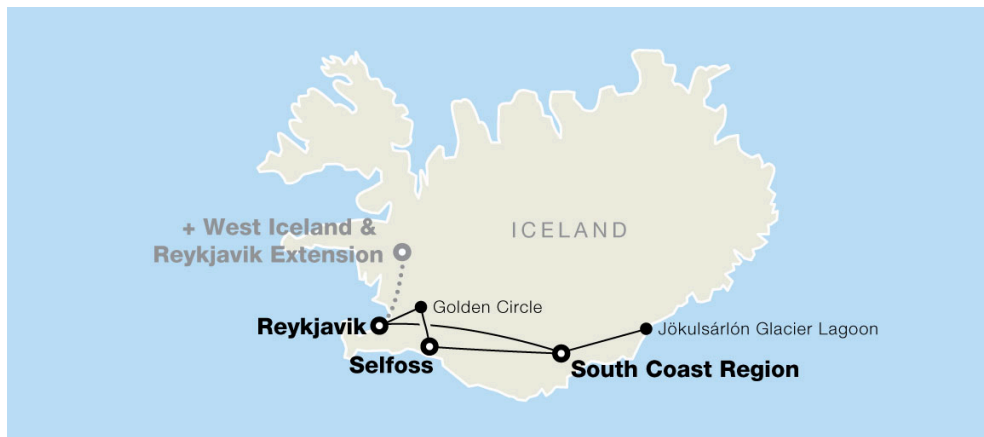 ICELAND
+ West Iceland &
Reykjavik Extension
Golden Circle
Reykjavik
Jökulsárlón Glacier Lagoon
Selfoss
South Coast Region